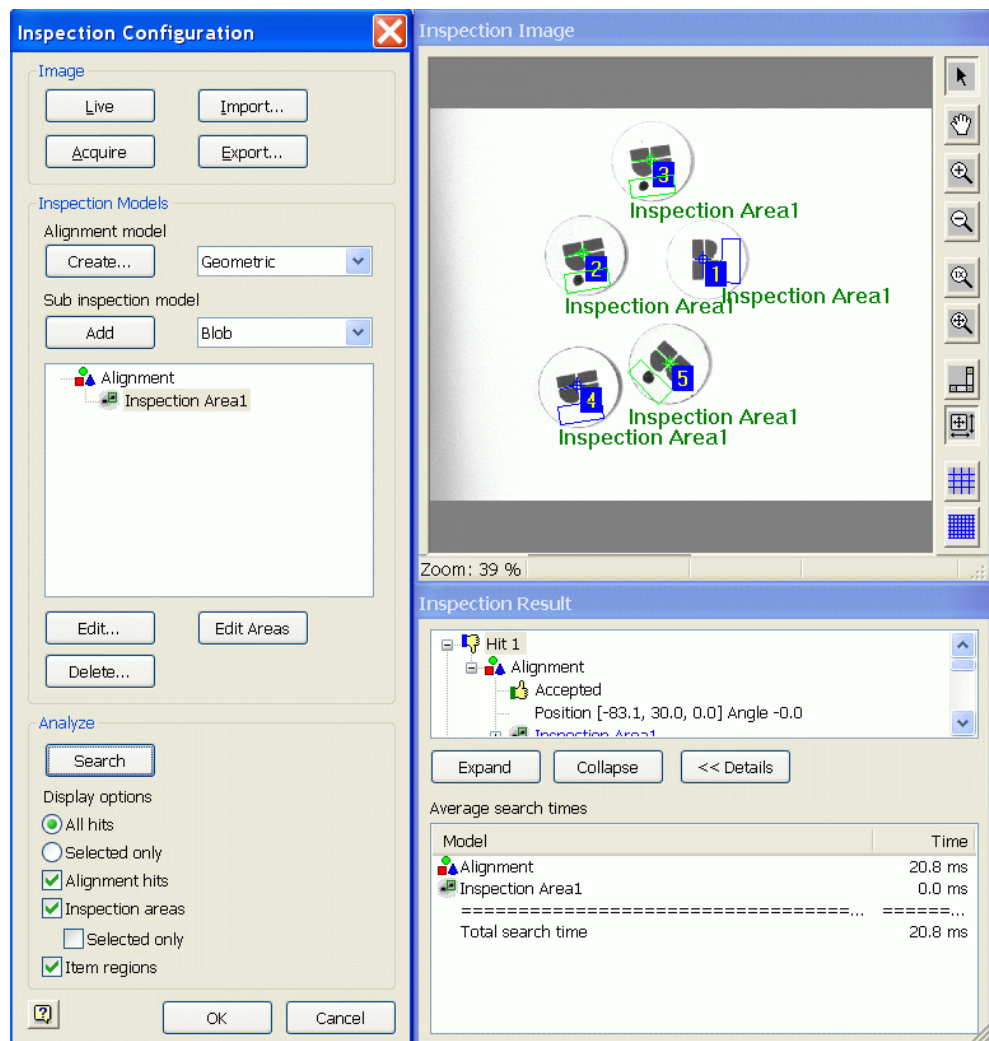 Inspection Configuration
Image
Live
Import...
Acquire
Export...
Inspection Models
Alignment model
Create...
Geometric
Sub inspection model
Add
Blob
Alignment
Inspection Area1
Edit...
Edit Areas
Delete...
Analyze
Search
Display options
All hits
Selected only
Alignment hits
Inspection areas
Selected only
Item regions
OK
Cancel
Inspection Image
3
Inspection Area1
2
1
Inspection Area1
Inspection Area1
5
4
Inspection Area1
Inspection Area1
1x
Zoom: 39 %
Inspection Result
Hit 1
Alignment
Accepted
Position [-83.1, 30.0, 0.0] Angle -0.0
Inspection Area1
Expand
Collapse
<< Details
Average search times
Model Time
Alignment 20.8 ms
Inspection Area1 0.0 ms
==================================... ======...
Total search time 20.8 ms